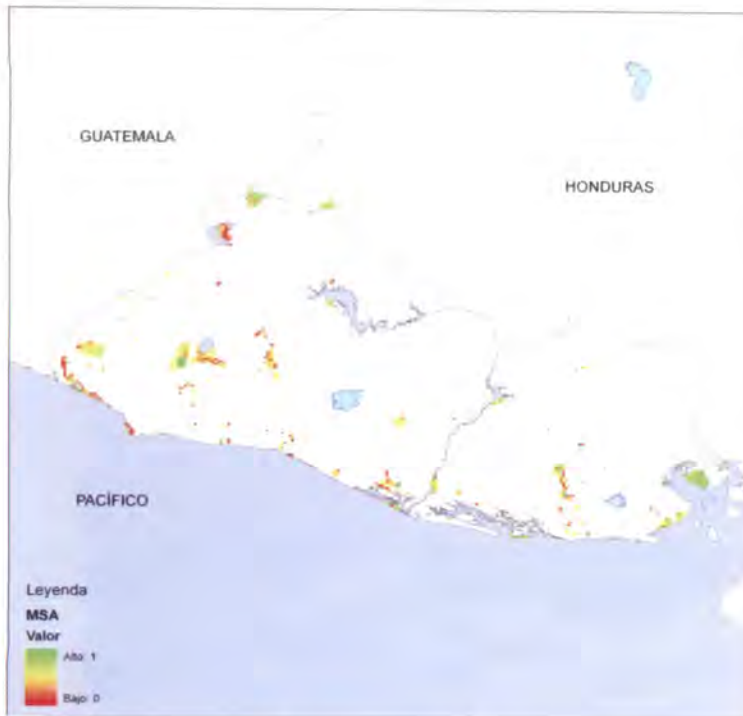 GUATEMALA
HONDURAS
PACÍFICO
Leyenda
MSA
Valor
Alto: 1
Bajo: 0